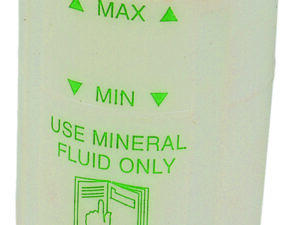 ▲ MAX ▲
▼ MIN ▼
USE MINERAL
FLUID ONLY